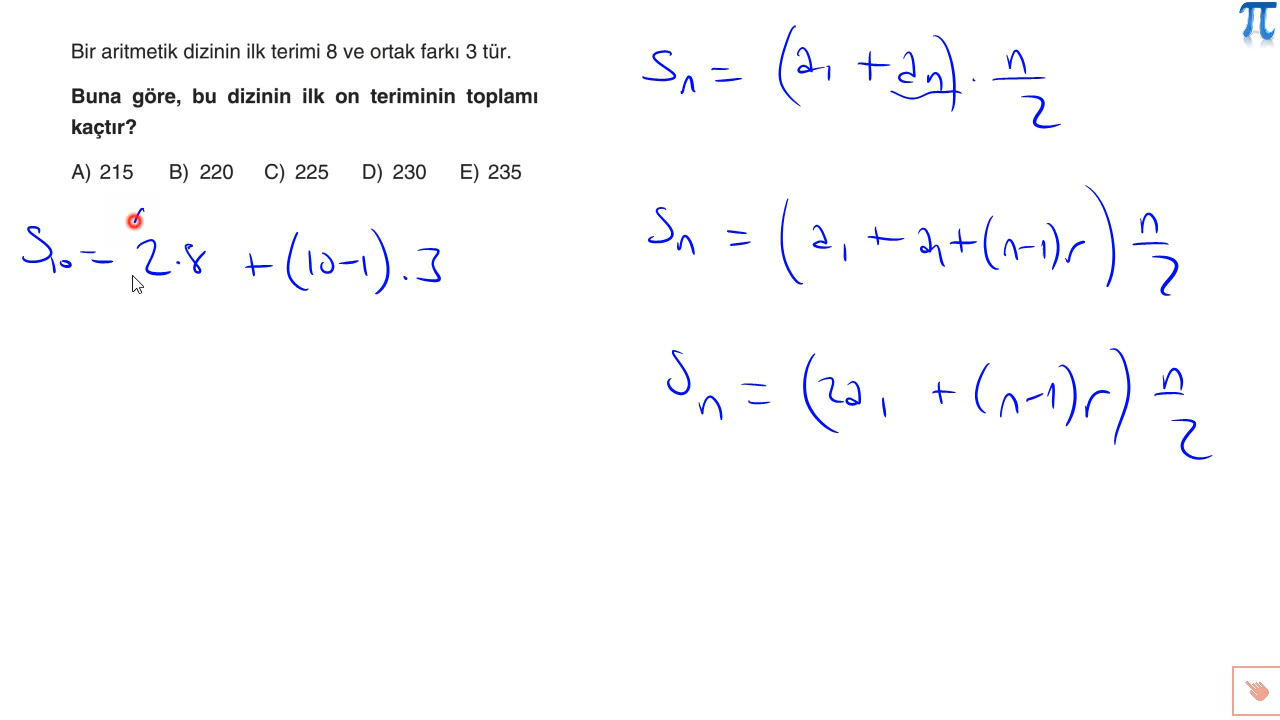 Bir aritmetik dizinin ilk terimi 8 ve ortak farkı 3 tür.
Buna göre, bu dizinin ilk on teriminin toplamı
kaçtır?
A) 215 B) 220 C) 225 D) 230 E) 235
S10 = 2.8 + (10-1).3
Sn = (a1 + an) . n/2
Sn = (a1 + a1 + (n-1)r) n/2
Sn = (2a1 + (n-1)r) n/2
π